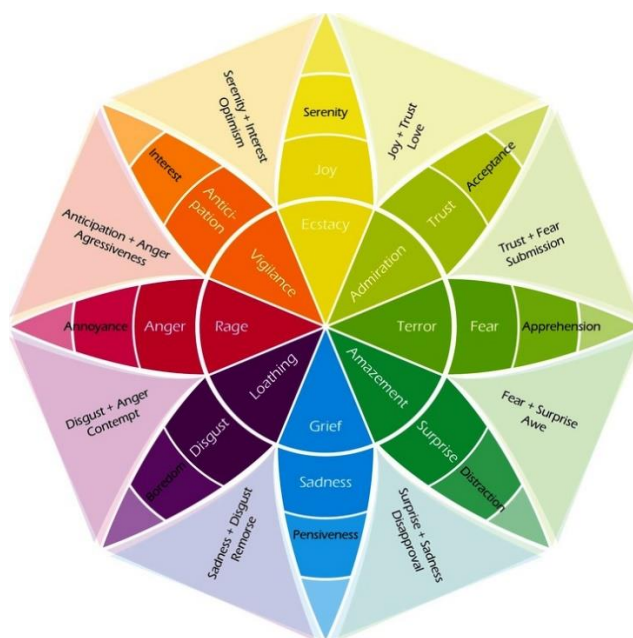 Serenity + Interest
Optimism
Serenity
Joy
Ecstacy
Joy + Trust
Love
Interest
Antici-
pation
Vigilance
Acceptance
Trust
Admiration
Anticipation + Anger
Agressiveness
Trust + Fear
Submission
Annoyance
Anger
Rage
Terror
Fear
Apprehension
Disgust + Anger
Contempt
Loathing
Disgust
Boredom
Amazement
Surprise
Distraction
Fear + Surprise
Awe
Grief
Sadness
Pensiveness
Sadness + Disgust
Remorse
Surprise + Sadness
Disapproval